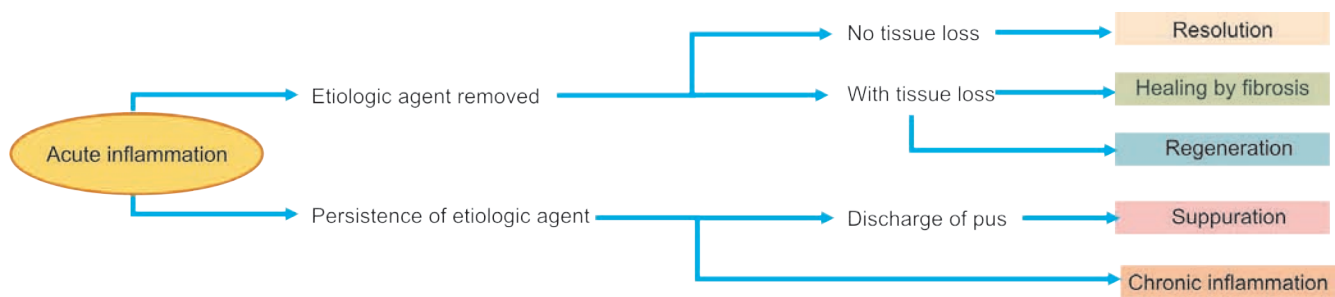 No tissue loss
Resolution
Etiologic agent removed
With tissue loss
Healing by fibrosis
Acute inflammation
Regeneration
Persistence of etiologic agent
Discharge of pus
Suppuration
Chronic inflammation